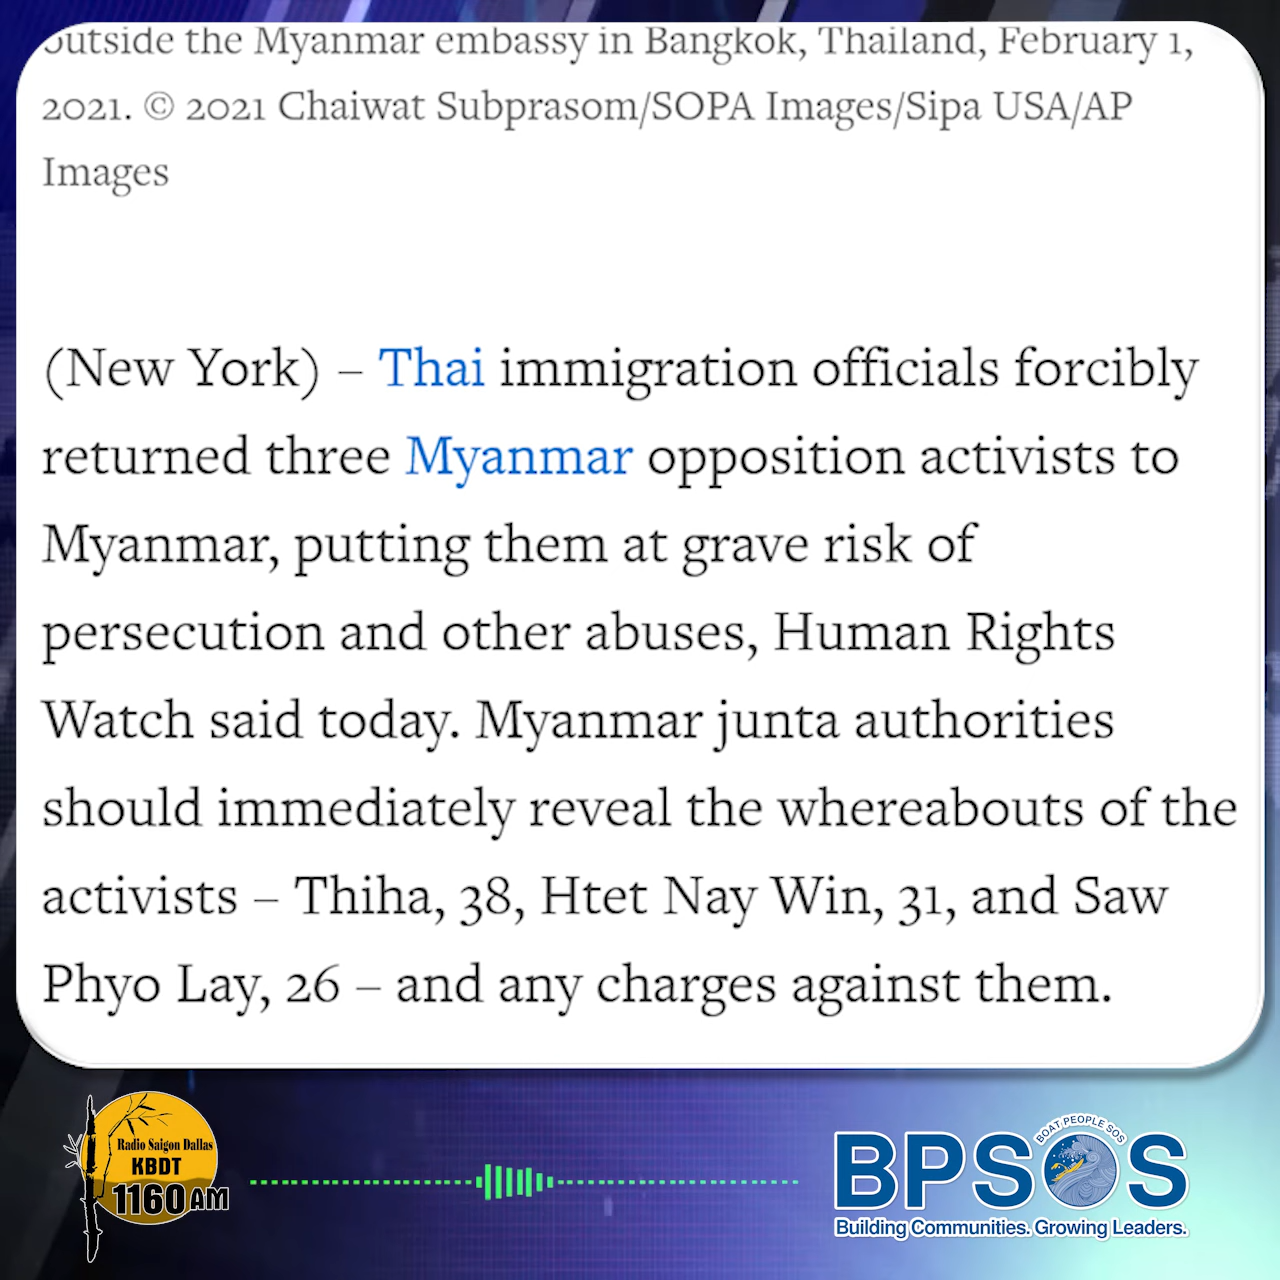 outside the Myanmar embassy in Bangkok, Thailand, February 1,
2021. © 2021 Chaiwat Subprasom/SOPA Images/Sipa USA/AP
Images
(New York) – Thai immigration officials forcibly
returned three Myanmar opposition activists to
Myanmar, putting them at grave risk of
persecution and other abuses, Human Rights
Watch said today. Myanmar junta authorities
should immediately reveal the whereabouts of the
activists – Thiha, 38, Htet Nay Win, 31, and Saw
Phyo Lay, 26 – and any charges against them.
Radio Saigon Dallas
KBDT
1160 AM
BOAT PEOPLE SOS
BPSOS
Building Communities. Growing Leaders.